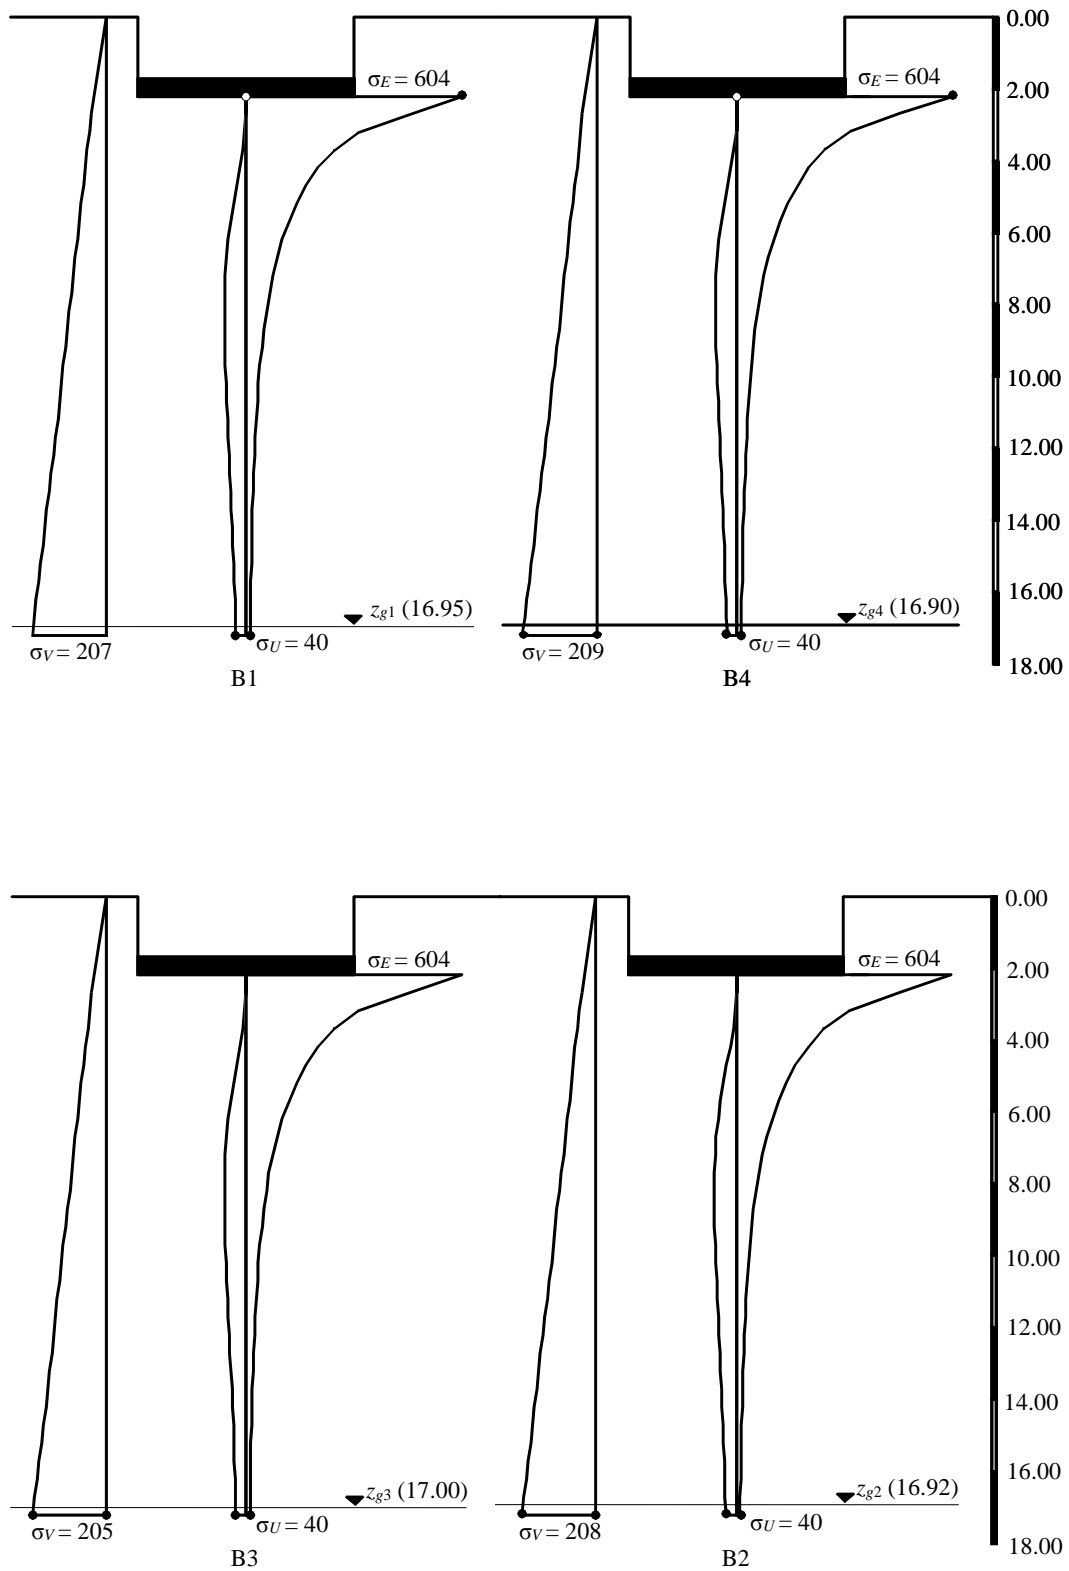 0.00
σE = 604
σE = 604
2.00
4.00
6.00
8.00
10.00
12.00
14.00
16.00
zg1 (16.95)
zg4 (16.90)
σV = 207
σU = 40
σV = 209
σU = 40
18.00
B1
B4
0.00
σE = 604
σE = 604
2.00
4.00
6.00
8.00
10.00
12.00
14.00
16.00
zg3 (17.00)
zg2 (16.92)
σV = 205
σU = 40
σV = 208
σU = 40
18.00
B3
B2